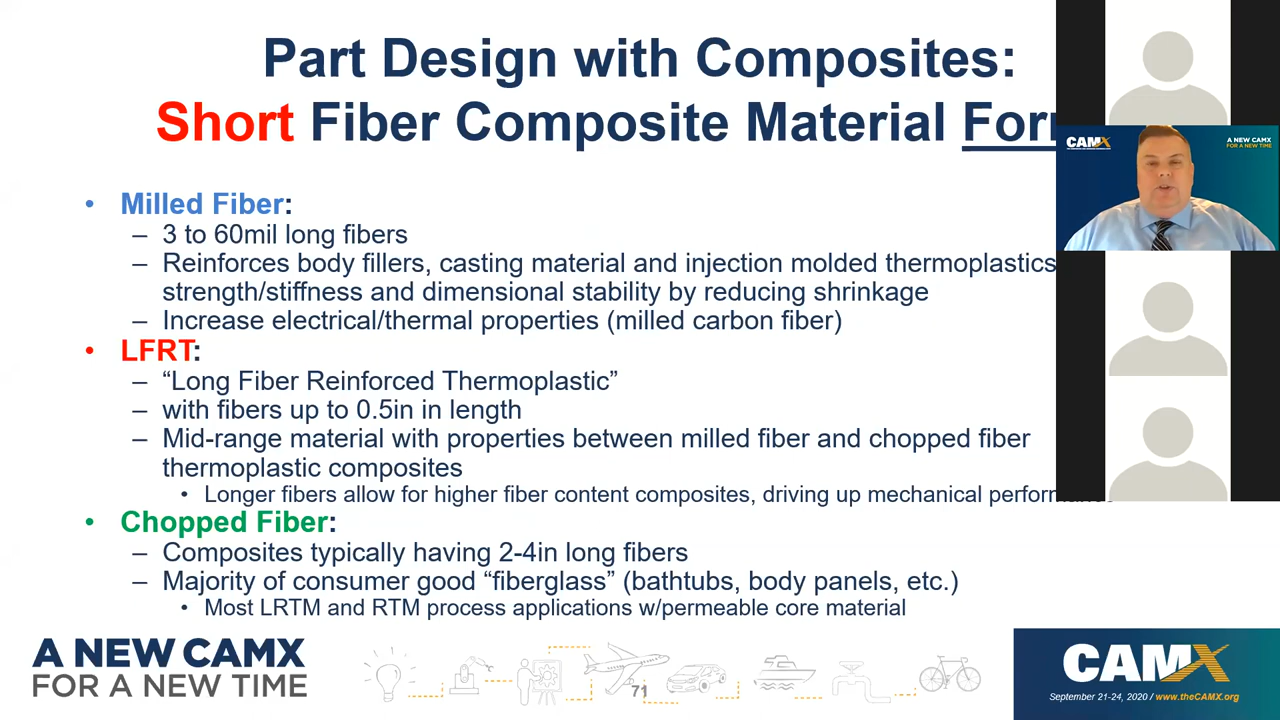 Part Design with Composites:
Short Fiber Composite Material
CAMX
A NEW CAMX
FOR A NEW TIME
• Milled Fiber:
– 3 to 60mil long fibers
– Reinforces body fillers, casting material and injection molded thermoplastics
strength/stiffness and dimensional stability by reducing shrinkage
– Increase electrical/thermal properties (milled carbon fiber)
• LFRT:
– “Long Fiber Reinforced Thermoplastic”
– with fibers up to 0.5in in length
– Mid-range material with properties between milled fiber and chopped fiber
thermoplastic composites
• Longer fibers allow for higher fiber content composites, driving up mechanical
• Chopped Fiber:
– Composites typically having 2-4in long fibers
– Majority of consumer good “fiberglass” (bathtubs, body panels, etc.)
• Most LRTM and RTM process applications w/permeable core material
A NEW CAMX
FOR A NEW TIME
71
CAMX
September 21-24, 2020 / www.theCAMX.org